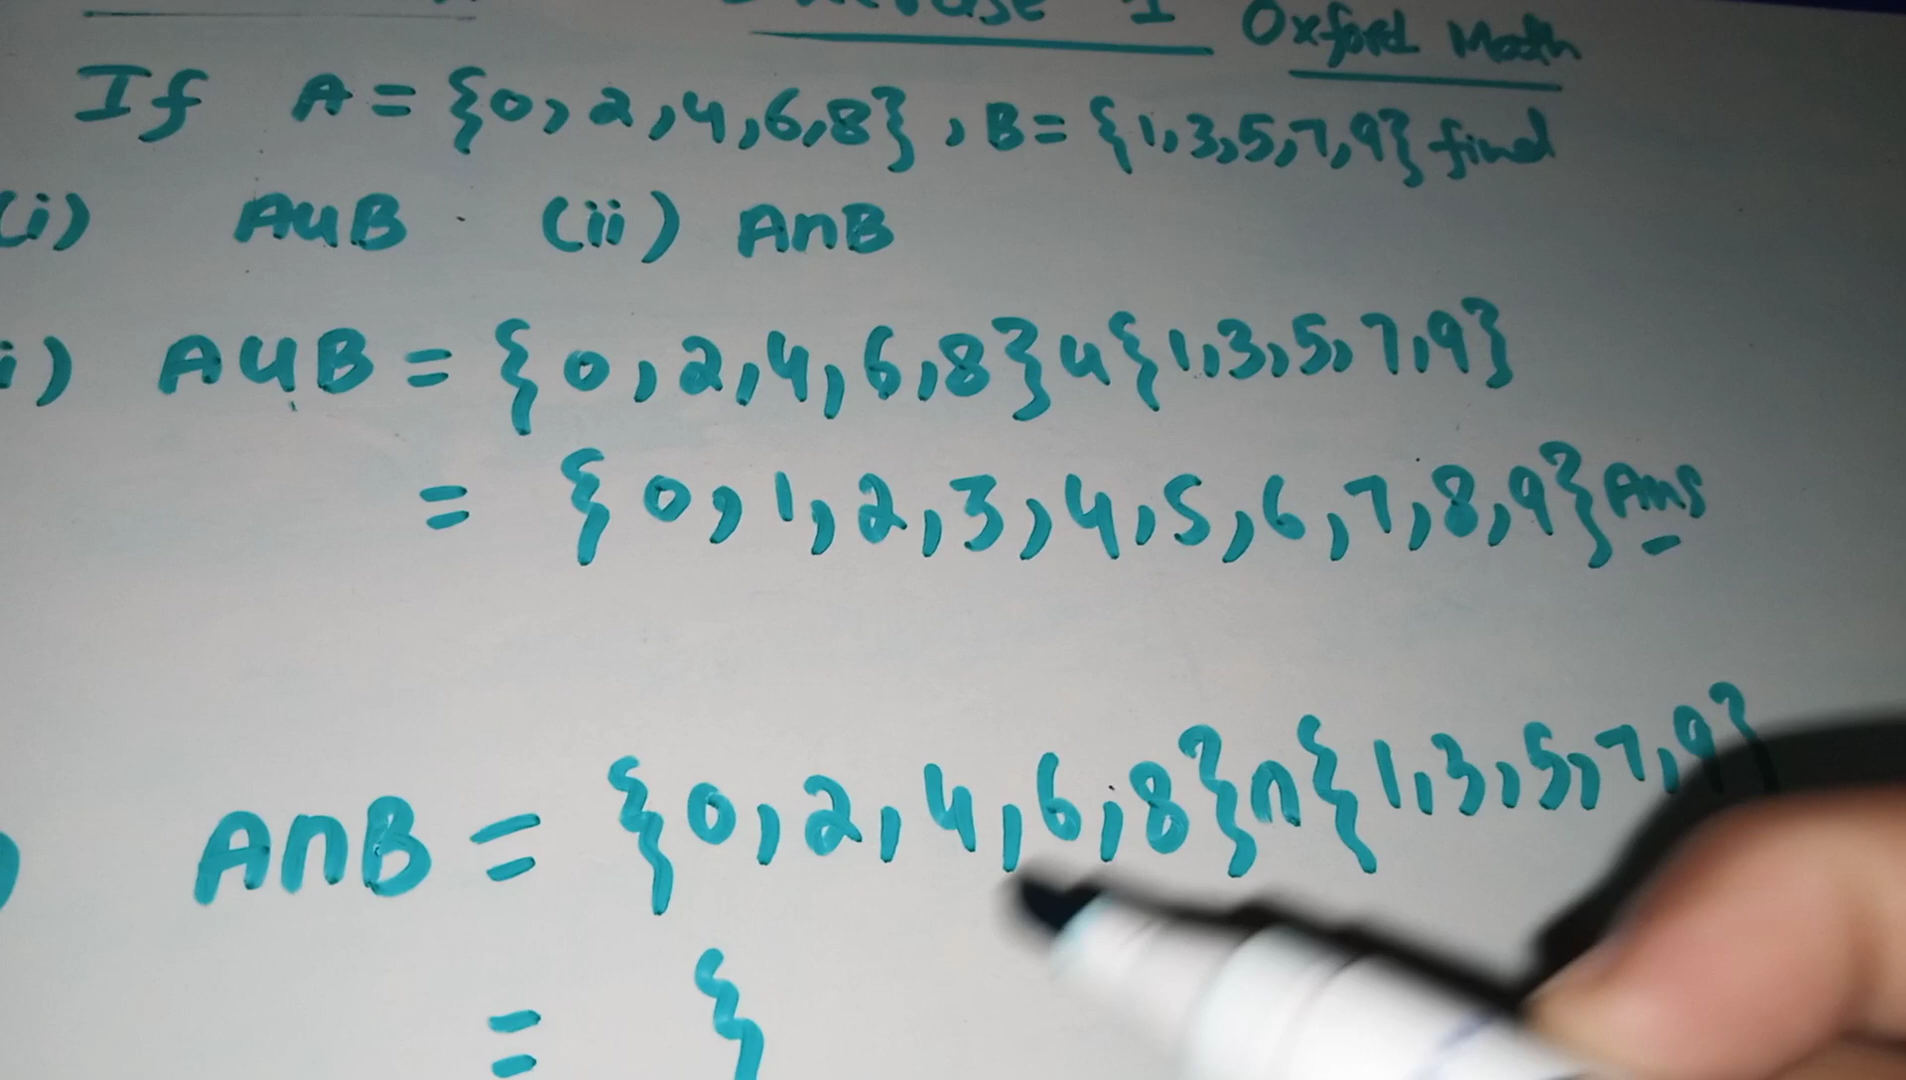 1 Oxford Math
If A = {0, 2, 4, 6, 8}, B = {1, 3, 5, 7, 9} find
(i) A∪B (ii) A∩B
i) A∪B = {0, 2, 4, 6, 8} ∪ {1, 3, 5, 7, 9}
= {0, 1, 2, 3, 4, 5, 6, 7, 8, 9} Ans
) A∩B = {0, 2, 4, 6, 8} ∩ {1, 3, 5, 7, 9}
= {